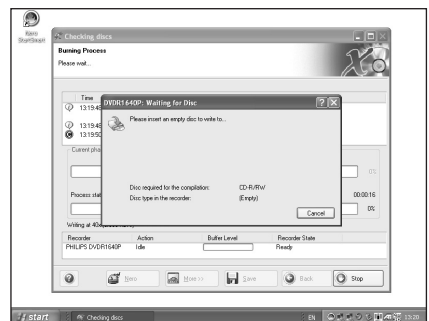 Nero
StartSmart
Checking discs
Burning Process
Please wait...
Time
13:19:45
13:19:45
13:19:50
DVDR1640P: Waiting for Disc
Please insert an empty disc to write to...
Disc required for the compilation: CD-R/RW
Disc type in the recorder: (Empty)
Cancel
Current pha
0%
Process stat
00:00:16
0%
Writing at 40x
Recorder Action Buffer Level Recorder State
PHILIPS DVDR1640P Idle Ready
Nero
More >>
Save
Back
Stop
start
Checking discs
EN
13:20